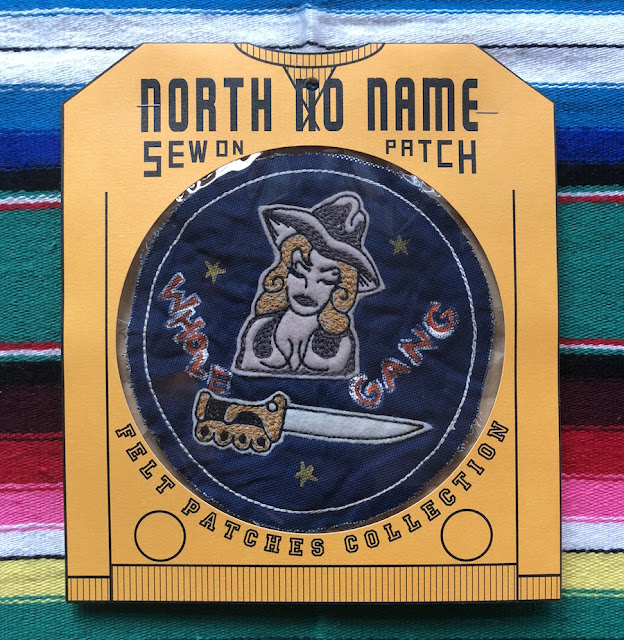 NORTH NO NAME
SEW ON PATCH
WHOLE GANG
FELT PATCHES COLLECTION